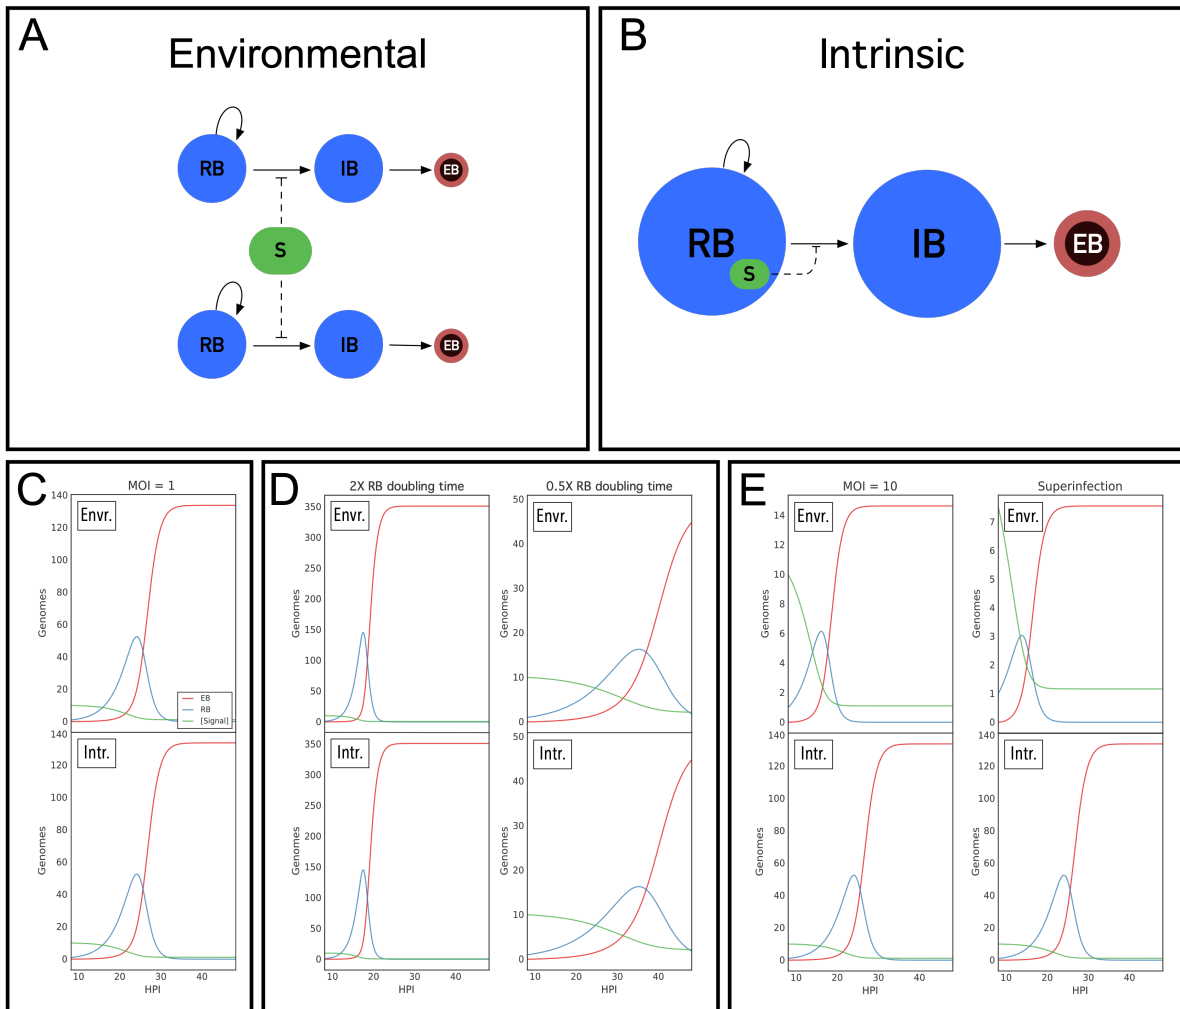 A
Environmental
RB
IB
EB
S
RB
IB
EB
B
Intrinsic
RB
S
IB
EB
C
MOI = 1
Envr.
Genomes
140
120
100
80
60
40
20
0
EB
RB
[Signal]
Intr.
Genomes
140
120
100
80
60
40
20
0
10 20 30 40
HPI
D
2X RB doubling time
Envr.
Genomes
350
300
250
200
150
100
50
0
Intr.
Genomes
350
300
250
200
150
100
50
0
10 20 30 40
HPI
0.5X RB doubling time
Envr.
Genomes
50
40
30
20
10
0
Intr.
Genomes
50
40
30
20
10
0
20 40
HPI
E
MOI = 10
Envr.
Genomes
14
12
10
8
6
4
2
0
Intr.
Genomes
140
120
100
80
60
40
20
0
10 20 30 40
HPI
Superinfection
Envr.
Genomes
7
6
5
4
3
2
1
0
Intr.
Genomes
140
120
100
80
60
40
20
0
10 20 30 40
HPI